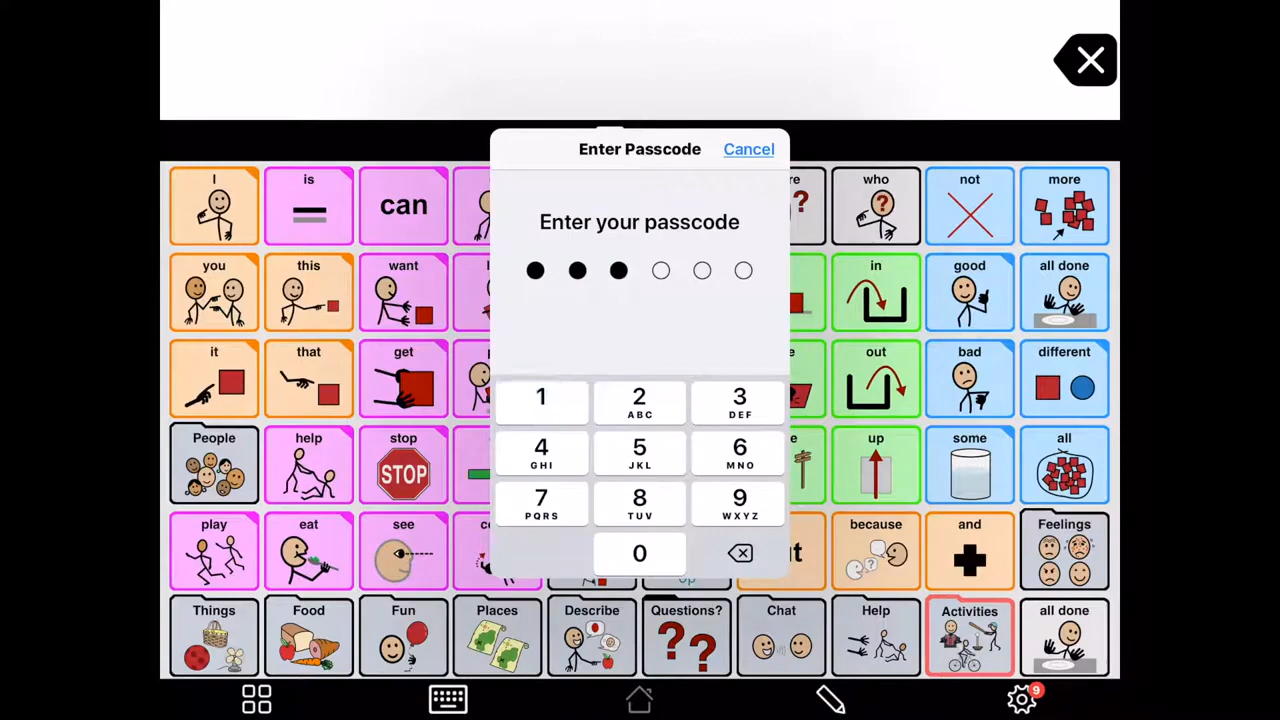 Enter Passcode Cancel
Enter your passcode
I is can who not more
you this want in good all done
it that get out bad different
People help stop up some all
play eat see because and Feelings
Things Food Fun Places Describe Questions? Chat Help Activities all done
STOP
? ?
1 2 3
ABC DEF
4 5 6
GHI JKL MNO
7 8 9
PQRS TUV WXYZ
0
9